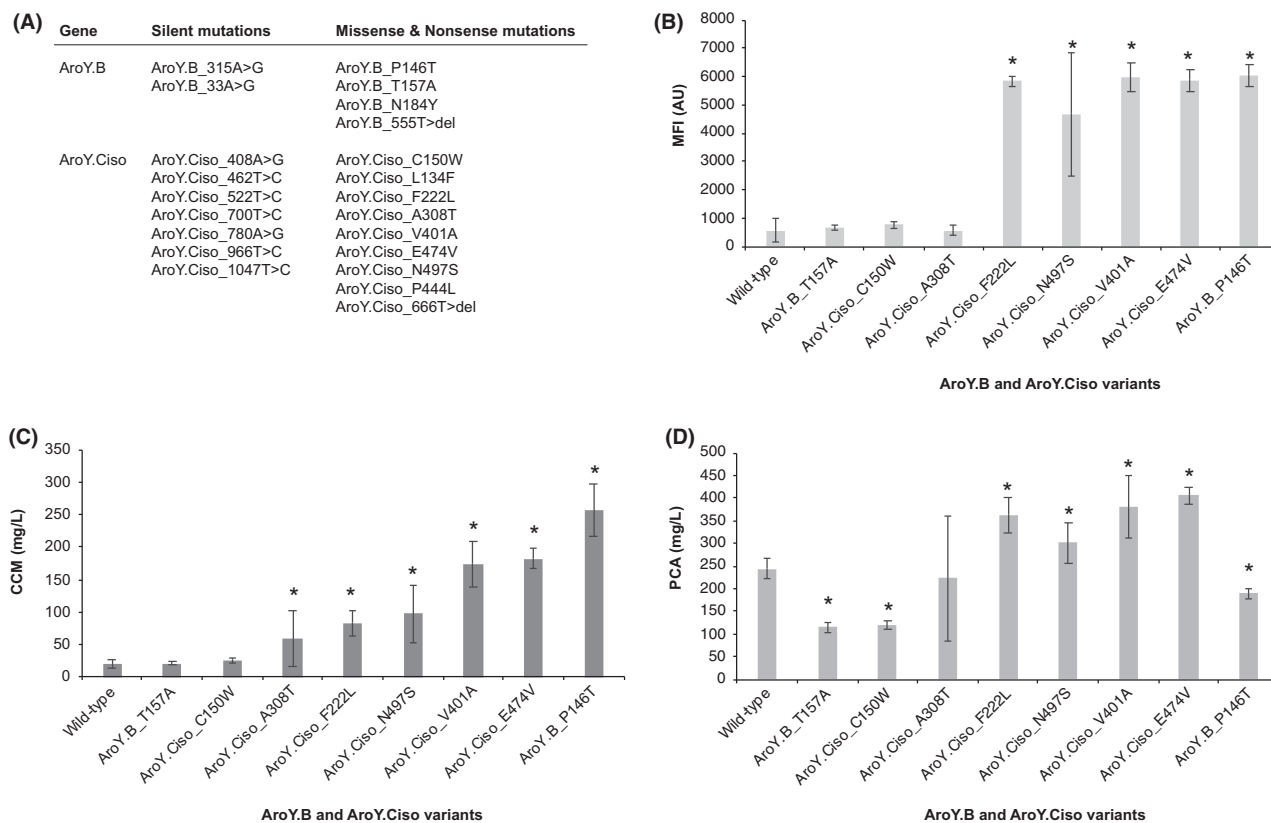 (A)
Gene Silent mutations Missense & Nonsense mutations
AroY.B AroY.B_315A>G AroY.B_P146T
AroY.B_33A>G AroY.B_T157A
AroY.B_N184Y
AroY.B_555T>del
AroY.Ciso AroY.Ciso_408A>G AroY.Ciso_C150W
AroY.Ciso_462T>C AroY.Ciso_L134F
AroY.Ciso_522T>C AroY.Ciso_F222L
AroY.Ciso_700T>C AroY.Ciso_A308T
AroY.Ciso_780A>G AroY.Ciso_V401A
AroY.Ciso_966T>C AroY.Ciso_E474V
AroY.Ciso_1047T>C AroY.Ciso_N497S
AroY.Ciso_P444L
AroY.Ciso_666T>del
(B)
MFI (AU)
8000
7000
6000
5000
4000
3000
2000
1000
0
* * * * *
Wild-type
AroY.B_T157A
AroY.Ciso_C150W
AroY.Ciso_A308T
AroY.Ciso_F222L
AroY.Ciso_N497S
AroY.Ciso_V401A
AroY.Ciso_E474V
AroY.B_P146T
AroY.B and AroY.Ciso variants
(C)
CCM (mg/L)
350
300
250
200
150
100
50
0
* * * * * *
Wild-type
AroY.B_T157A
AroY.Ciso_C150W
AroY.Ciso_A308T
AroY.Ciso_F222L
AroY.Ciso_N497S
AroY.Ciso_V401A
AroY.Ciso_E474V
AroY.B_P146T
AroY.B and AroY.Ciso variants
(D)
PCA (mg/L)
500
450
400
350
300
250
200
150
100
50
0
* * * * * * *
Wild-type
AroY.B_T157A
AroY.Ciso_C150W
AroY.Ciso_A308T
AroY.Ciso_F222L
AroY.Ciso_N497S
AroY.Ciso_V401A
AroY.Ciso_E474V
AroY.B_P146T
AroY.B and AroY.Ciso variants